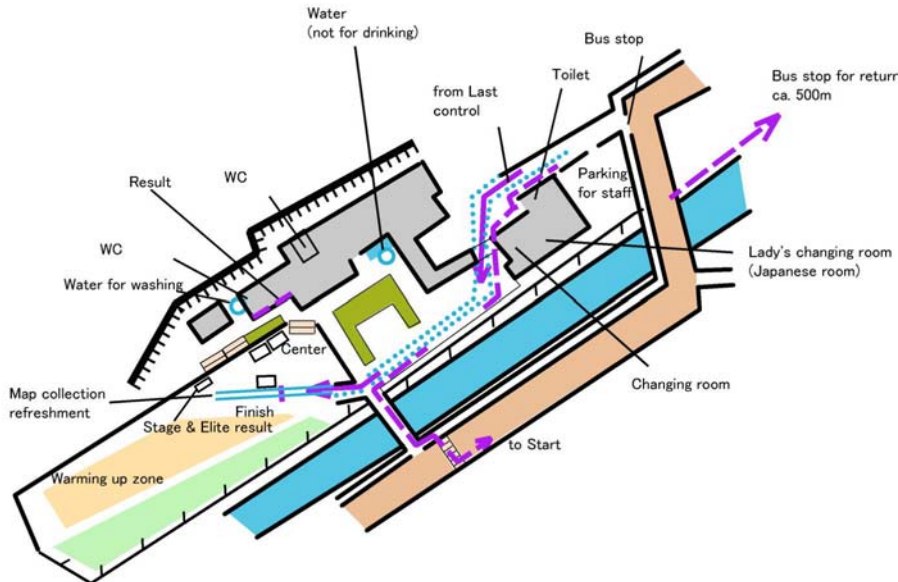 Water
(not for drinking)
Bus stop
Bus stop for return
ca. 500m
Toilet
from Last
control
Parking
for staff
WC
Result
WC
Water for washing
Lady's changing room
(Japanese room)
Center
Changing room
Map collection
refreshment
Finish
Stage & Elite result
to Start
Warming up zone